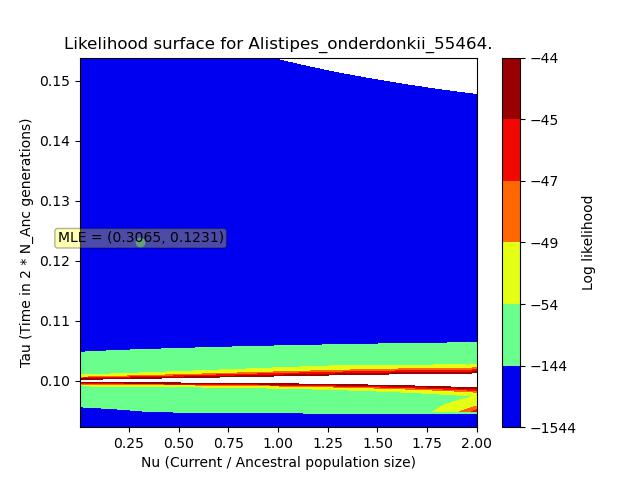 Likelihood surface for Alistipes_onderdonkii_55464.
Tau (Time in 2 * N_Anc generations)
0.15
0.14
0.13
0.12
0.11
0.10
MLE = (0.3065, 0.1231)
0.25 0.50 0.75 1.00 1.25 1.50 1.75 2.00
Nu (Current / Ancestral population size)
−44
−45
−47
−49
−54
−144
−1544
Log likelihood